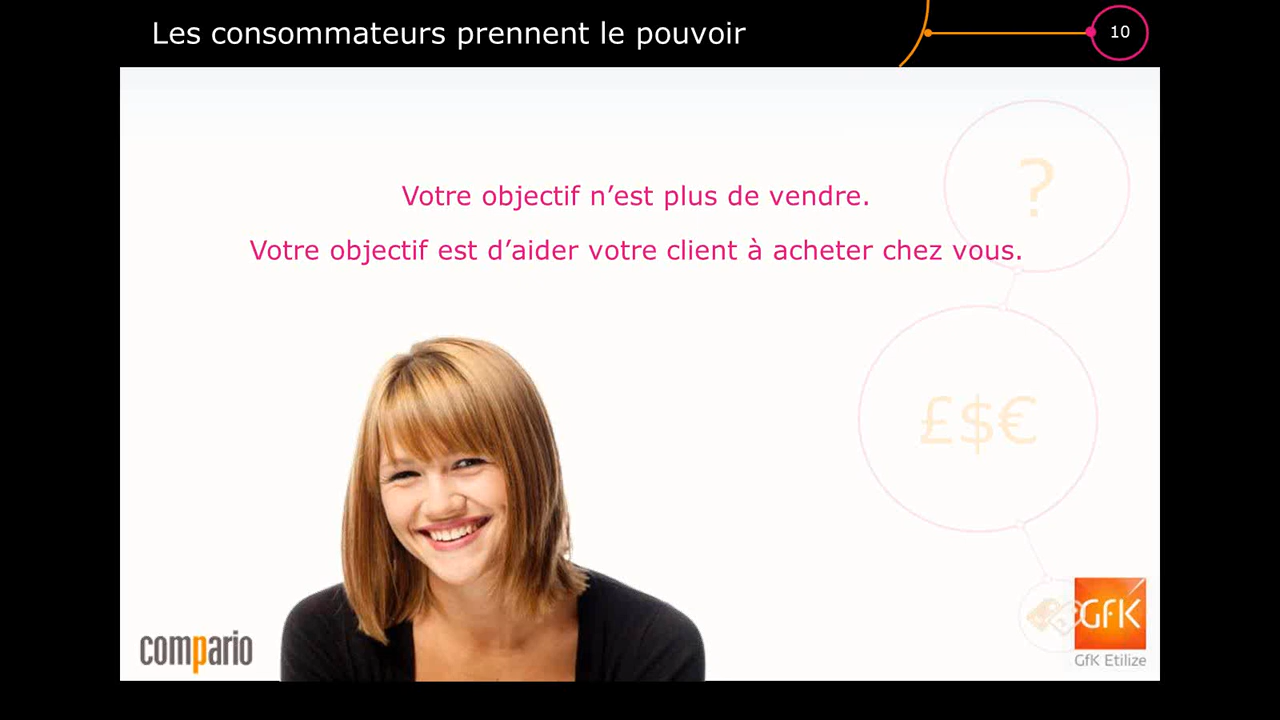 Les consommateurs prennent le pouvoir
10
Votre objectif n’est plus de vendre.
Votre objectif est d’aider votre client à acheter chez vous.
?
£$€
compario
GfK
GfK Etilize